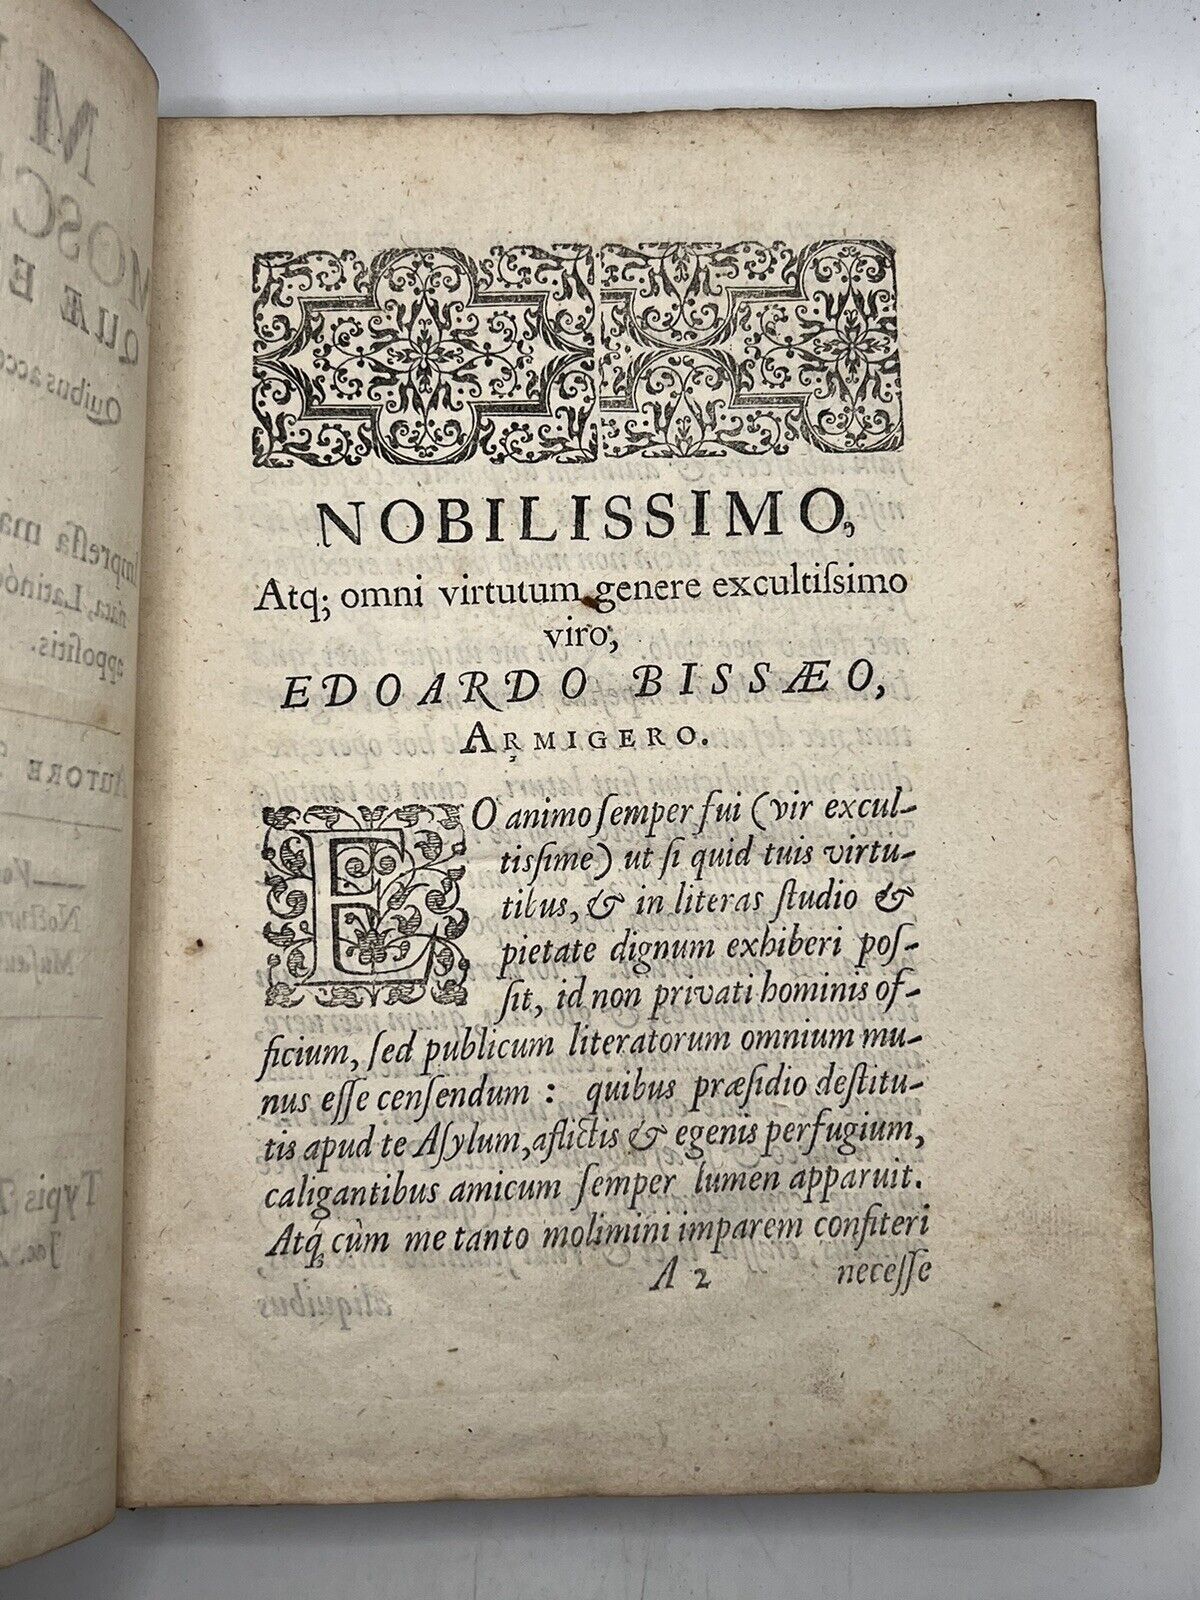 NOBILISSIMO,
Atq; omni virtutum genere excultiſſimo
viro,
EDOARDO BISSÆO,
ARMIGERO.
EO animo ſemper fui (vir excul-
tiſſime) ut ſi quid tuis virtu-
tibus, & in literas ſtudio &
pietate dignum exhiberi poſ-
ſit, id non privati hominis of-
ficium, ſed publicum literatorum omnium mu-
nus eſſe cenſendum : quibus præſidio deſtitu-
tis apud te Aſylum, aflictis & egenis perfugium,
caligantibus amicum ſemper lumen apparuit.
Atq; cùm me tanto molimini imparem confiteri
A 2 neceſſe